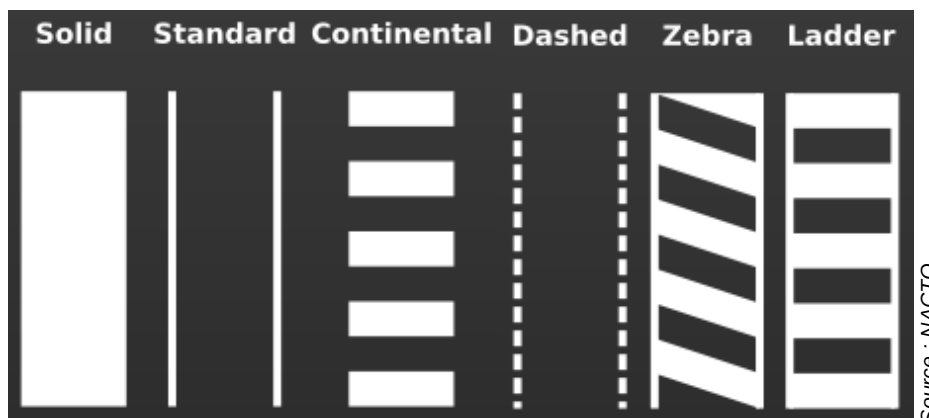 Solid Standard Continental Dashed Zebra Ladder
Source : NACTO